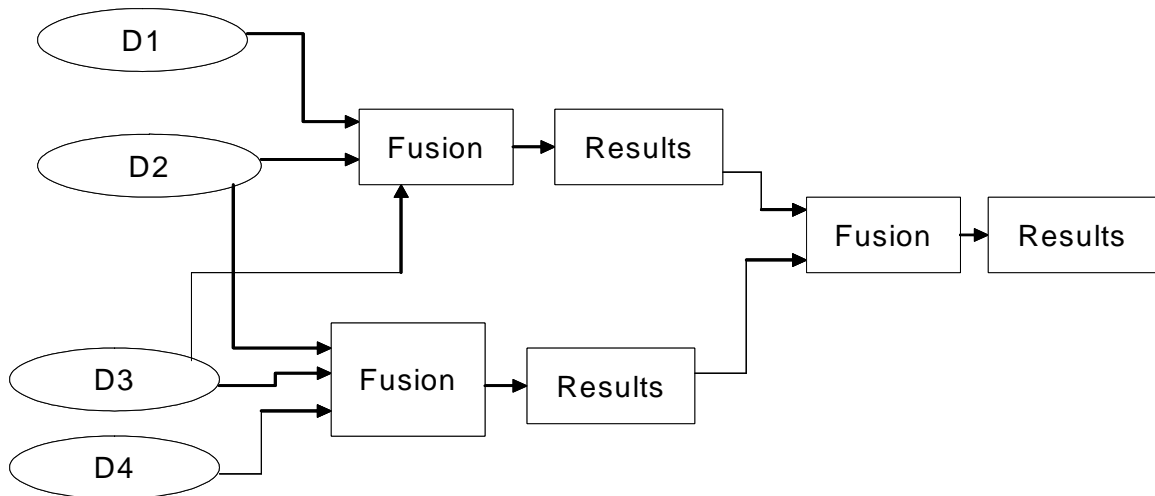 D1
D2
Fusion
Results
Fusion
Results
D3
Fusion
Results
D4